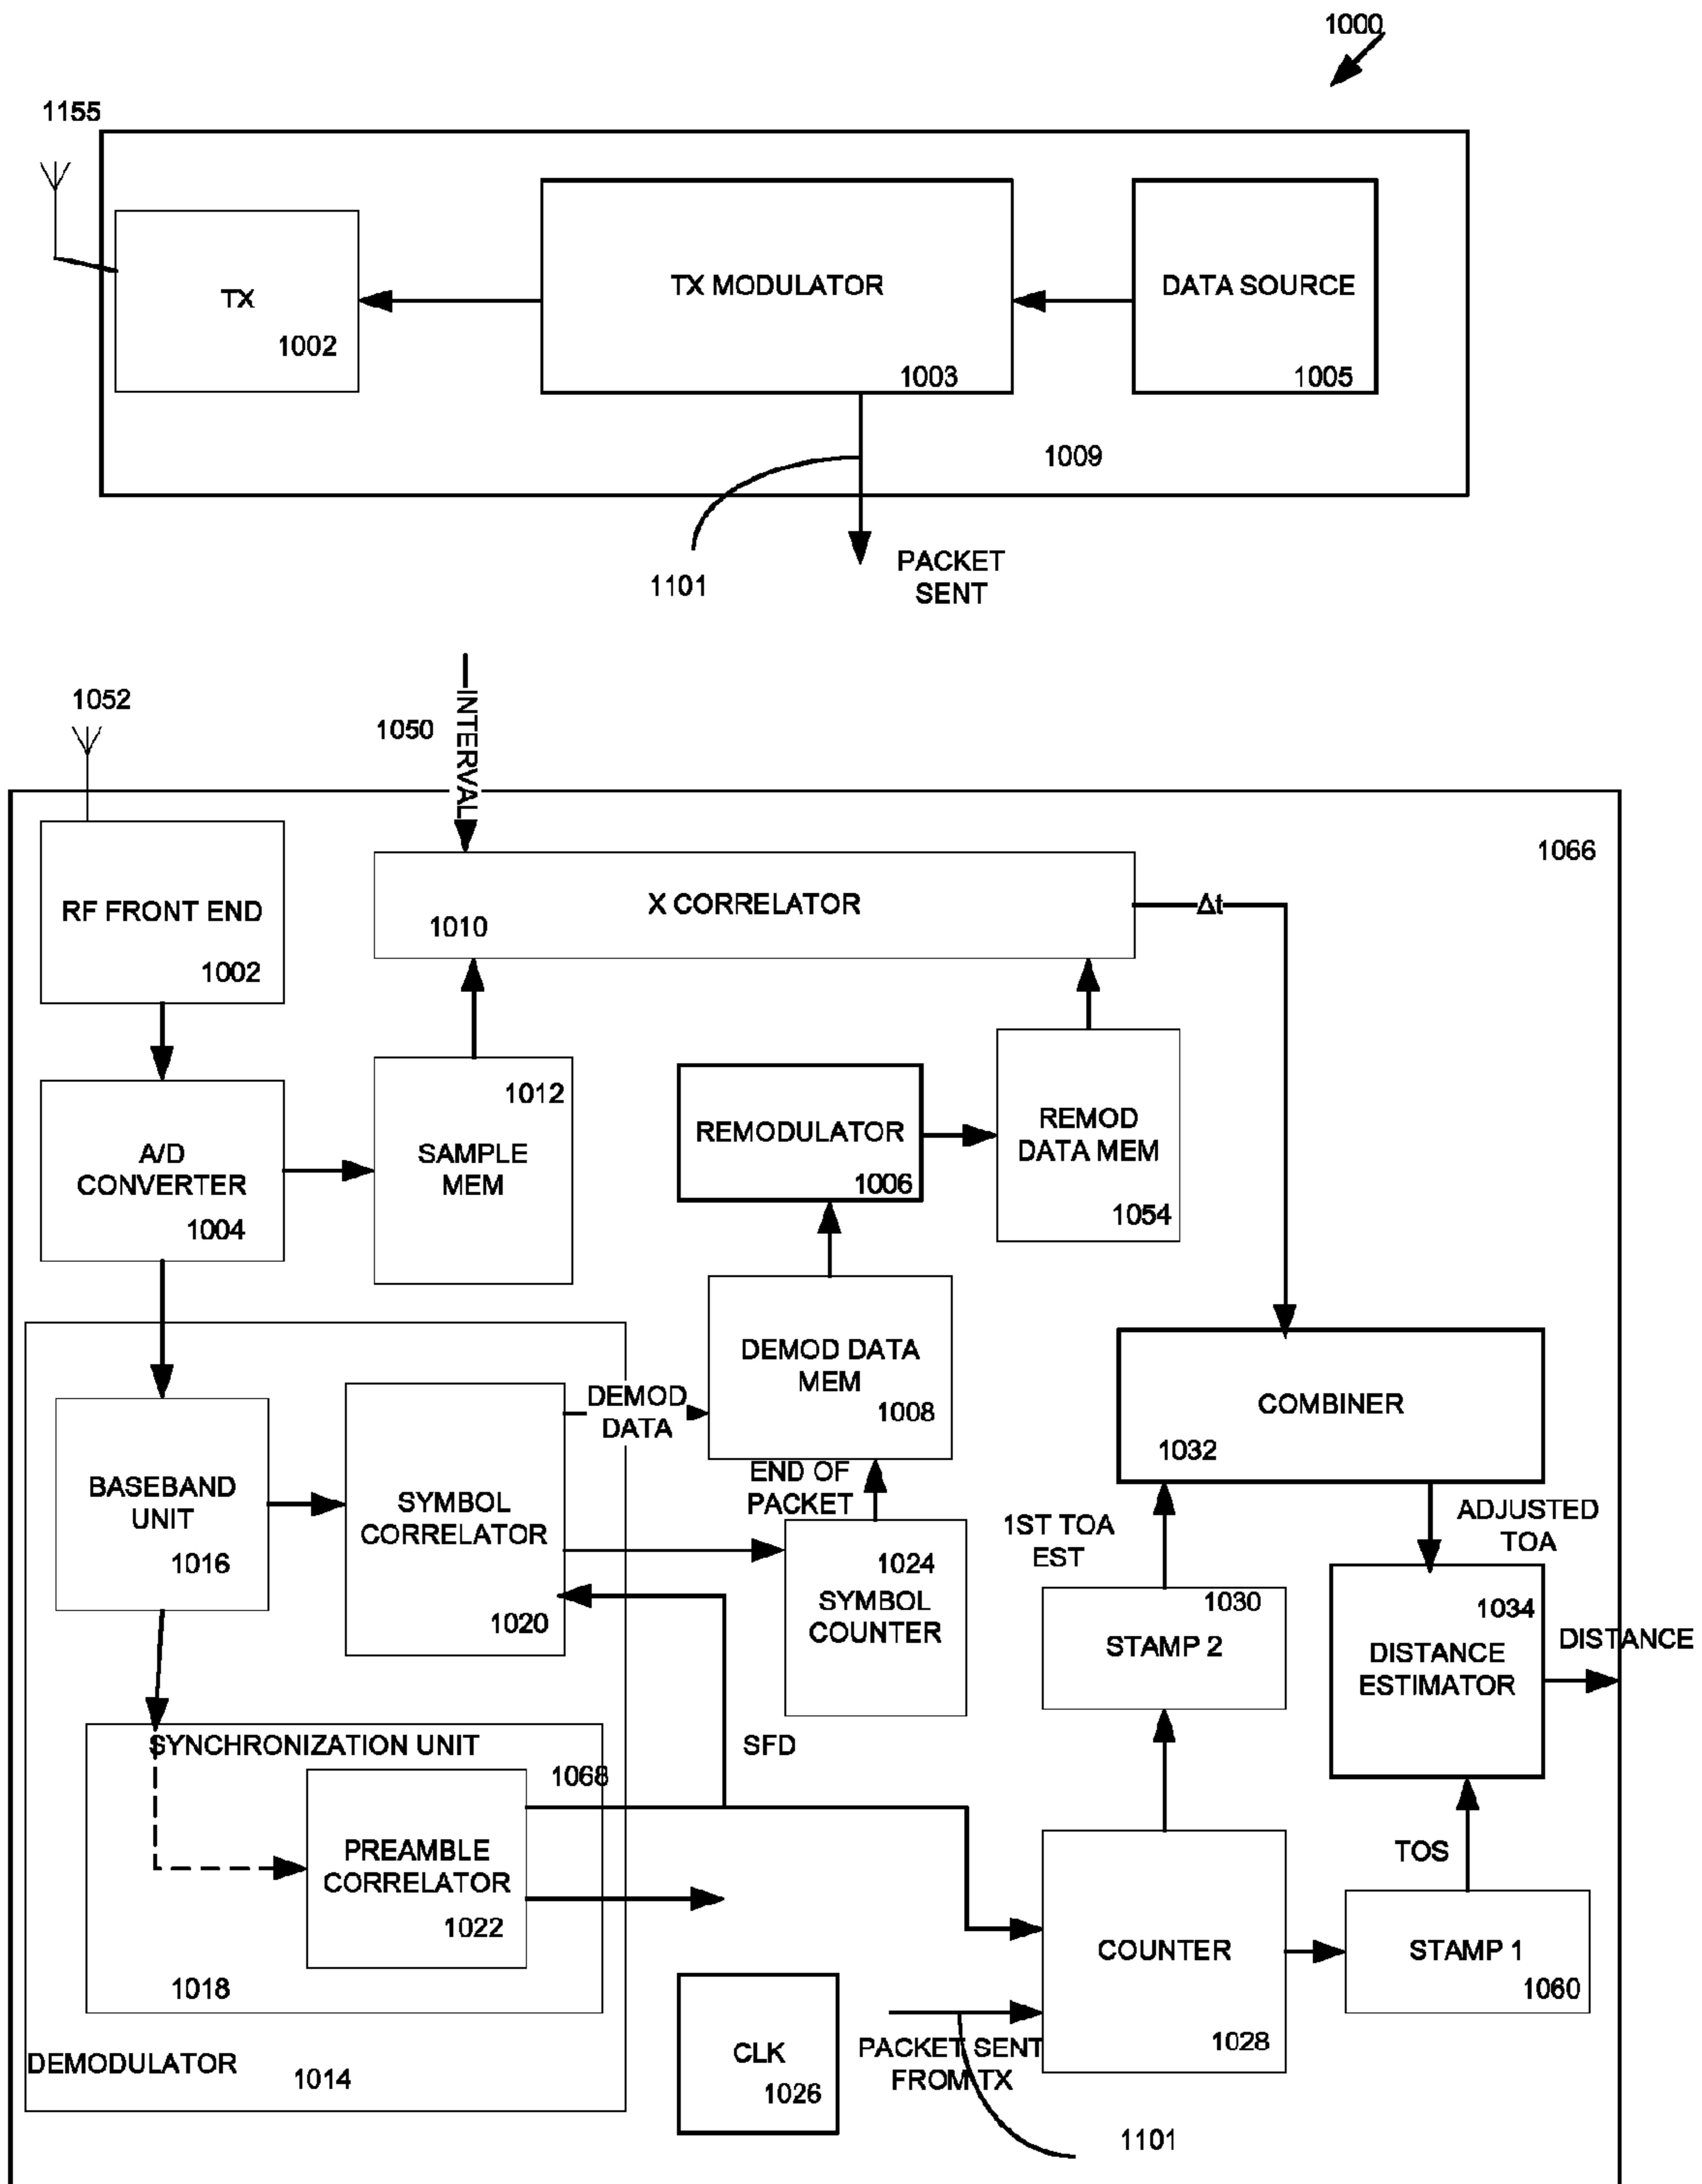 1000
1155
TX
1002
TX MODULATOR
1003
DATA SOURCE
1005
1009
1101
PACKET
SENT
1052
1050
INTERVAL
1066
RF FRONT END
1002
X CORRELATOR
1010
Δt
A/D
CONVERTER
1004
1012
SAMPLE
MEM
REMODULATOR
1006
REMOD
DATA MEM
1054
DEMOD DATA
MEM
1008
COMBINER
1032
BASEBAND
UNIT
1016
SYMBOL
CORRELATOR
1020
DEMOD
DATA
END OF
PACKET
1024
SYMBOL
COUNTER
1ST TOA
EST
ADJUSTED
TOA
1030
STAMP 2
1034
DISTANCE
ESTIMATOR
DISTANCE
SYNCHRONIZATION UNIT
1068
SFD
PREAMBLE
CORRELATOR
1022
1018
TOS
COUNTER
1028
STAMP 1
1060
DEMODULATOR
1014
CLK
1026
PACKET SENT
FROM TX
1101